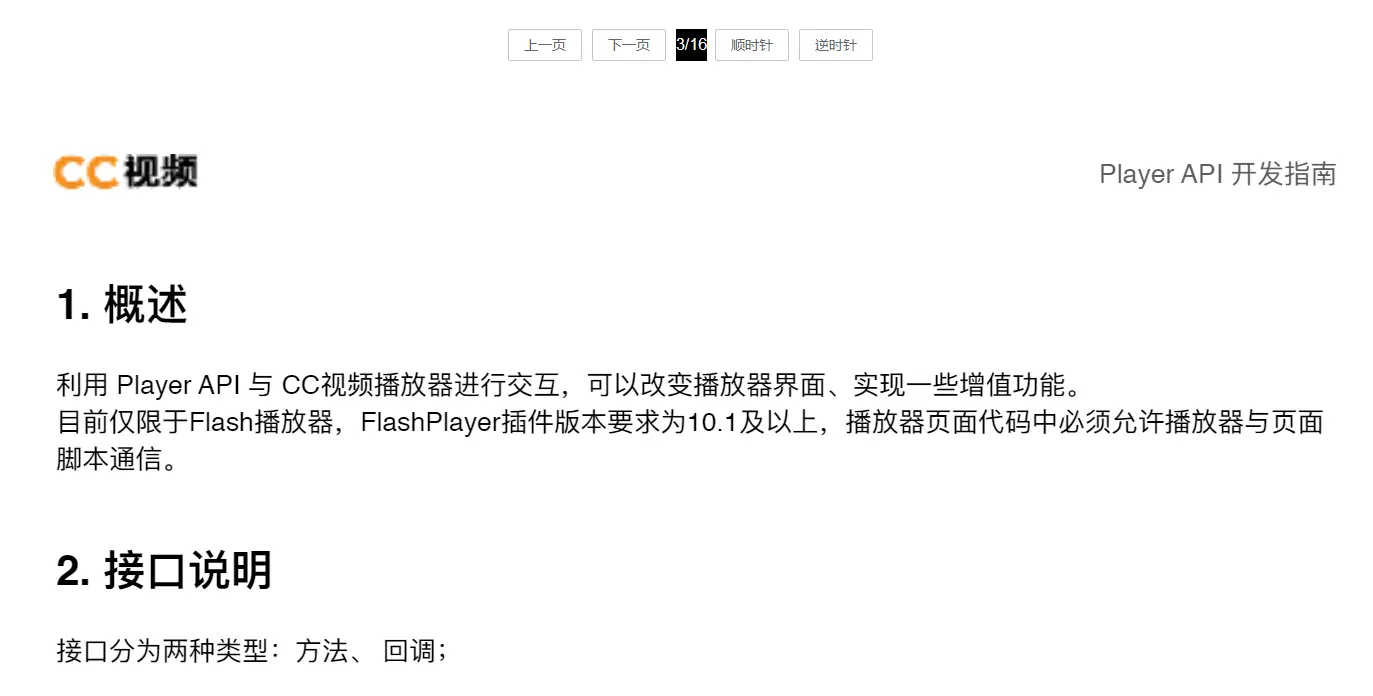 上一页 下一页 3/16 顺时针 逆时针
CC视频 Player API 开发指南
1. 概述
利用 Player API 与 CC视频播放器进行交互，可以改变播放器界面、实现一些增值功能。
目前仅限于Flash播放器，FlashPlayer插件版本要求为10.1及以上，播放器页面代码中必须允许播放器与页面
脚本通信。
2. 接口说明
接口分为两种类型：方法、 回调；